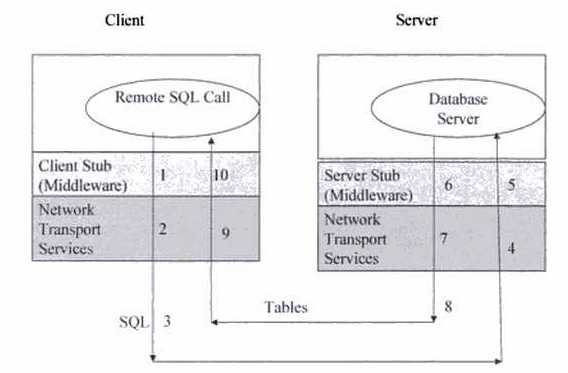 Client
Server
Remote SQL Call
Database
Server
Client Stub
(Middleware)
1
10
Server Stub
(Middleware)
6
5
Network
Transport
Services
2
9
Network
Transport
Services
7
4
Tables
8
SQL
3